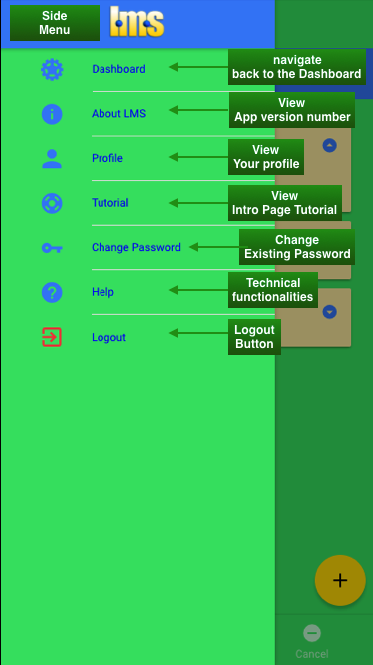 Side
Menu
lms
navigate
back to the Dashboard
Dashboard
View
App version number
About LMS
View
Your profile
Profile
View
Intro Page Tutorial
Tutorial
Change
Existing Password
Change Password
Technical
functionalities
Help
Logout
Button
Logout
Cancel